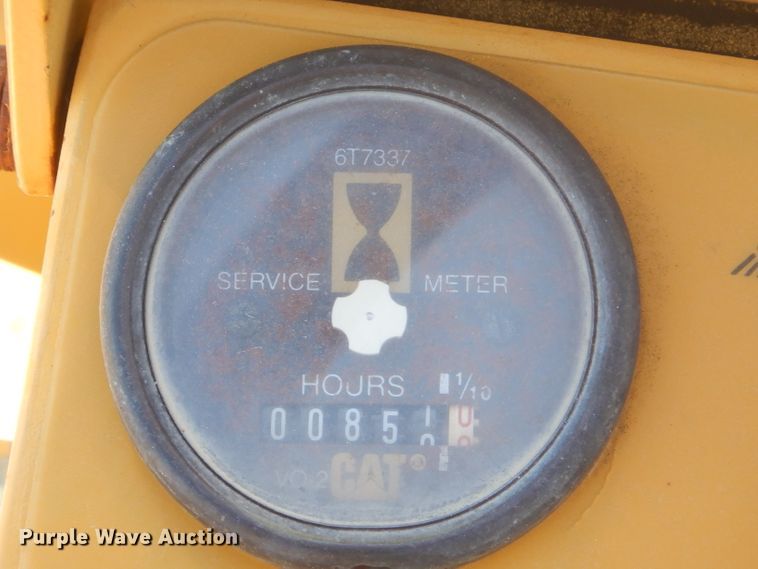 6T7337
SERVICE METER
HOURS 1/10
0085
CAT
Purple Wave Auction